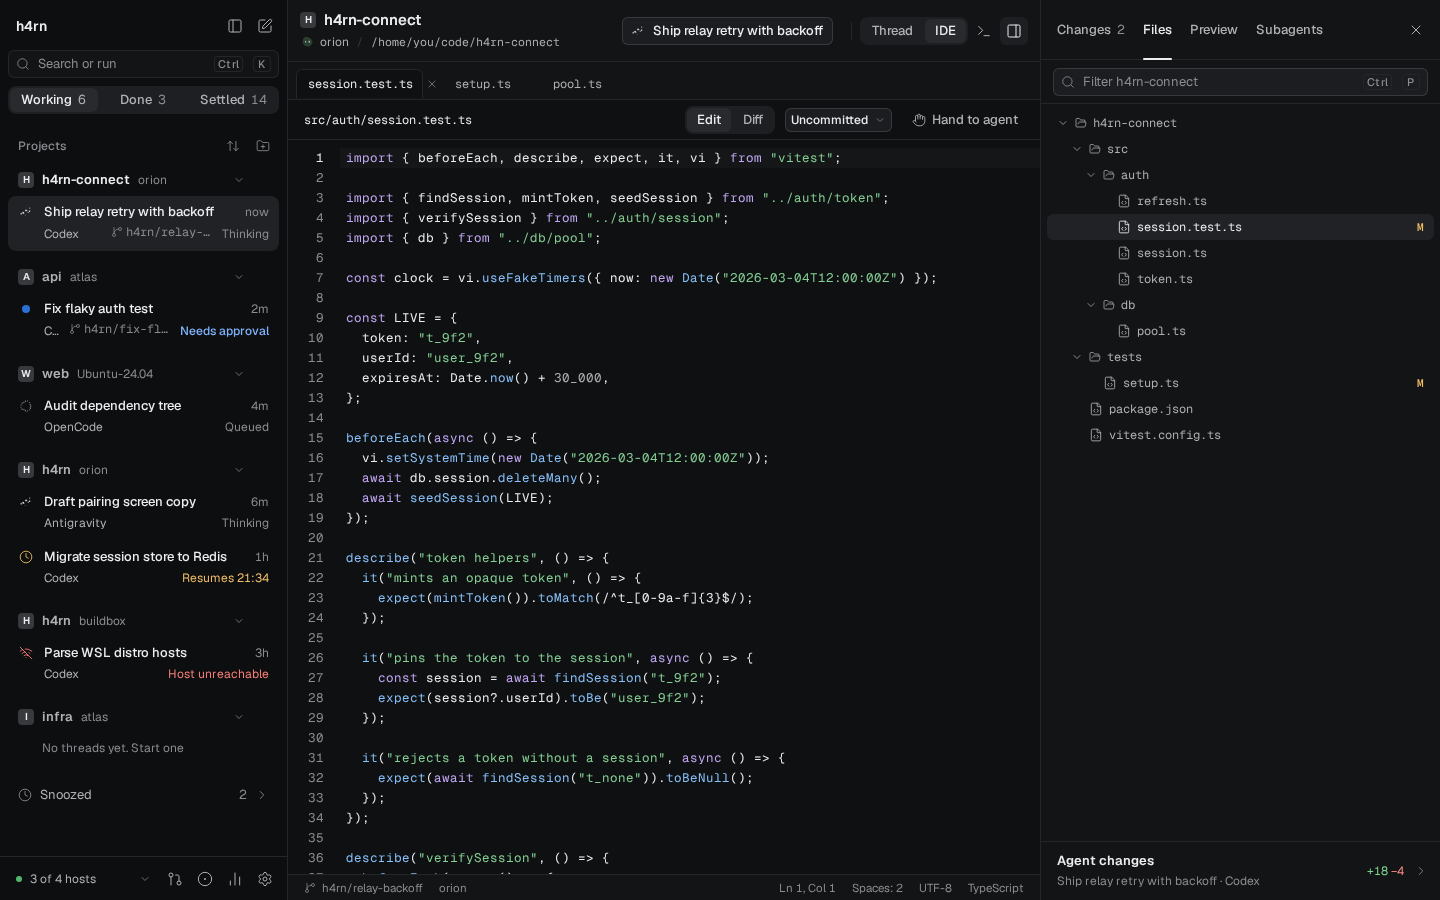 h4rn
Search or run Ctrl K
Working 6 Done 3 Settled 14
Projects
H h4rn-connect orion
Ship relay retry with backoff now
Codex h4rn/relay-… Thinking
A api atlas
Fix flaky auth test 2m
C… h4rn/fix-fl… Needs approval
W web Ubuntu-24.04
Audit dependency tree 4m
OpenCode Queued
H h4rn orion
Draft pairing screen copy 6m
Antigravity Thinking
Migrate session store to Redis 1h
Codex Resumes 21:34
H h4rn buildbox
Parse WSL distro hosts 3h
Codex Host unreachable
I infra atlas
No threads yet. Start one
Snoozed 2
3 of 4 hosts
H h4rn-connect
orion / /home/you/code/h4rn-connect
Ship relay retry with backoff
Thread IDE
session.test.ts setup.ts pool.ts
src/auth/session.test.ts
Edit Diff Uncommitted Hand to agent
1 import { beforeEach, describe, expect, it, vi } from "vitest";
2
3 import { findSession, mintToken, seedSession } from "../auth/token";
4 import { verifySession } from "../auth/session";
5 import { db } from "../db/pool";
6
7 const clock = vi.useFakeTimers({ now: new Date("2026-03-04T12:00:00Z") });
8
9 const LIVE = {
10 token: "t_9f2",
11 userId: "user_9f2",
12 expiresAt: Date.now() + 30_000,
13 };
14
15 beforeEach(async () => {
16 vi.setSystemTime(new Date("2026-03-04T12:00:00Z"));
17 await db.session.deleteMany();
18 await seedSession(LIVE);
19 });
20
21 describe("token helpers", () => {
22 it("mints an opaque token", () => {
23 expect(mintToken()).toMatch(/^t_[0-9a-f]{3}$/);
24 });
25
26 it("pins the token to the session", async () => {
27 const session = await findSession("t_9f2");
28 expect(session?.userId).toBe("user_9f2");
29 });
30
31 it("rejects a token without a session", async () => {
32 expect(await findSession("t_none")).toBeNull();
33 });
34 });
35
36 describe("verifySession", () => {
h4rn/relay-backoff orion
Ln 1, Col 1 Spaces: 2 UTF-8 TypeScript
Changes 2 Files Preview Subagents
Filter h4rn-connect Ctrl P
h4rn-connect
src
auth
refresh.ts
session.test.ts M
session.ts
token.ts
db
pool.ts
tests
setup.ts M
package.json
vitest.config.ts
Agent changes
Ship relay retry with backoff · Codex
+18 −4